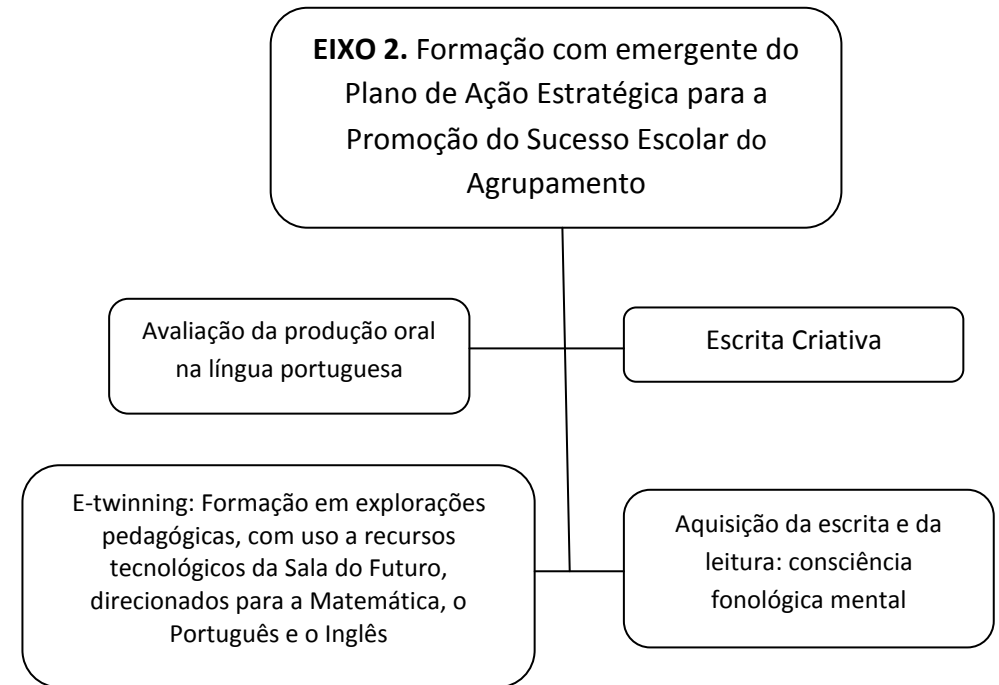 EIXO 2. Formação com emergente do
Plano de Ação Estratégica para a
Promoção do Sucesso Escolar do
Agrupamento
Avaliação da produção oral
na língua portuguesa
Escrita Criativa
E-twinning: Formação em explorações
pedagógicas, com uso a recursos
tecnológicos da Sala do Futuro,
direcionados para a Matemática, o
Português e o Inglês
Aquisição da escrita e da
leitura: consciência
fonológica mental